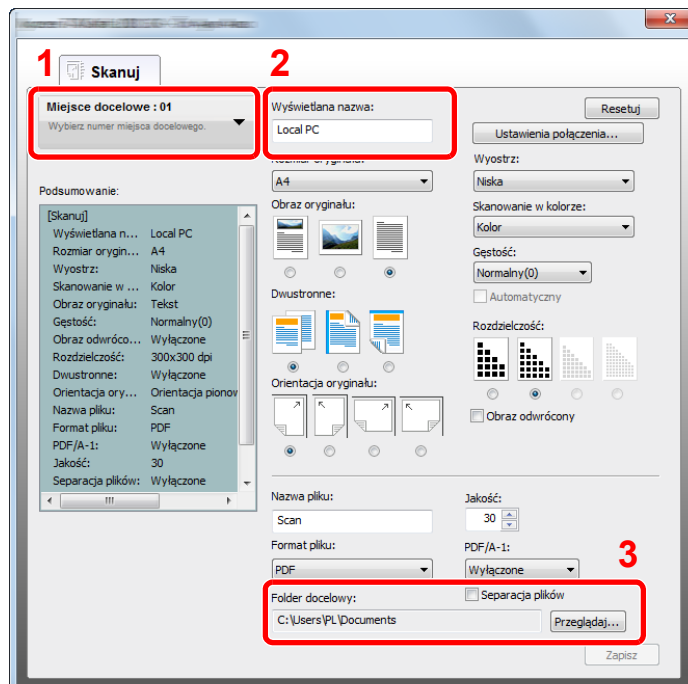 1
2
3
Skanuj
Miejsce docelowe : 01
Wybierz numer miejsca docelowego.
Podsumowanie:
[Skanuj]
Wyświetlana n... Local PC
Rozmiar orygin... A4
Wyostrz: Niska
Skanowanie w ... Kolor
Obraz oryginału: Tekst
Gęstość: Normalny(0)
Obraz odwróco... Wyłączone
Rozdzielczość: 300x300 dpi
Dwustronne: Wyłączone
Orientacja ory... Orientacja pionow
Nazwa pliku: Scan
Format pliku: PDF
PDF/A-1: Wyłączone
Jakość: 30
Separacja plików: Wyłączone
Wyświetlana nazwa:
Local PC
Rozmiar oryginału:
A4
Obraz oryginału:
Dwustronne:
Orientacja oryginału:
Resetuj
Ustawienia połączenia...
Wyostrz:
Niska
Skanowanie w kolorze:
Kolor
Gęstość:
Normalny(0)
Automatyczny
Rozdzielczość:
Obraz odwrócony
Nazwa pliku:
Scan
Jakość:
30
Format pliku:
PDF
PDF/A-1:
Wyłączone
Separacja plików
Folder docelowy:
C:\Users\PL\Documents
Przeglądaj...
Zapisz